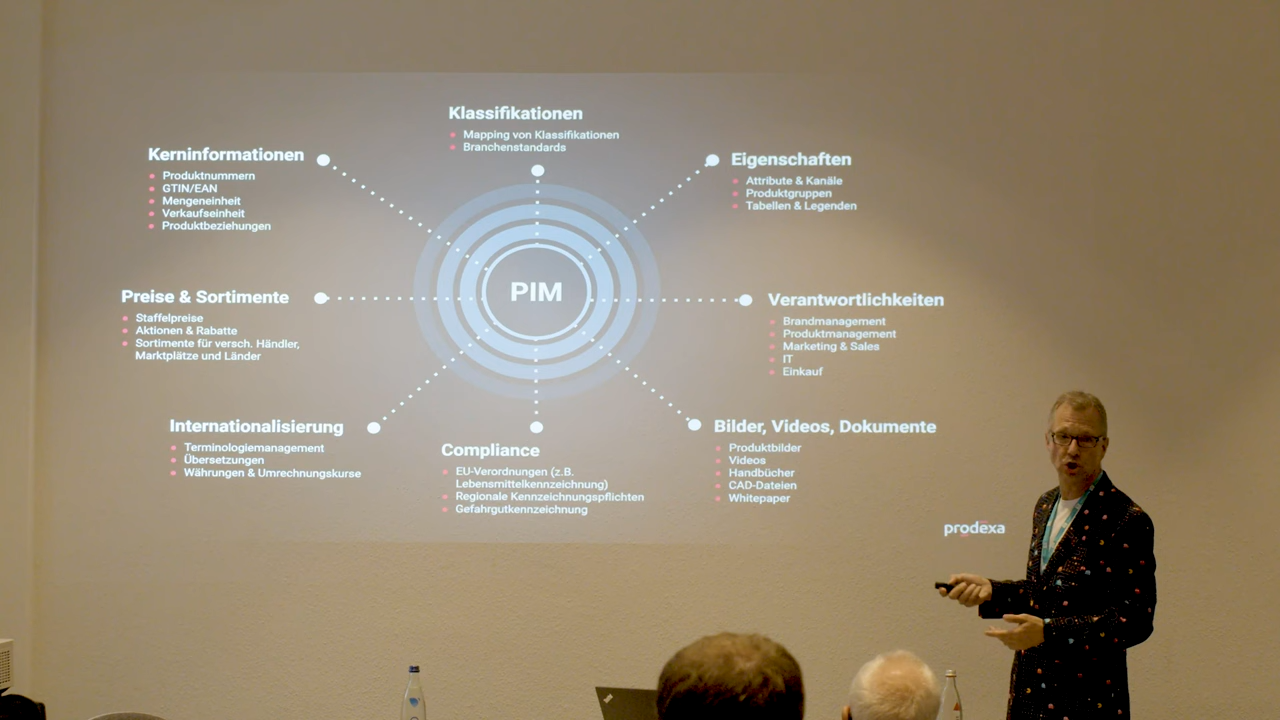 Klassifikationen
Mapping von Klassifikationen
Branchenstandards
Kerninformationen
Produktnummern
GTIN/EAN
Mengeneinheit
Verkaufseinheit
Produktbeziehungen
Eigenschaften
Attribute & Kanäle
Produktgruppen
Tabellen & Legenden
PIM
Preise & Sortimente
Staffelpreise
Aktionen & Rabatte
Sortimente für versch. Händler,
Marktplätze und Länder
Verantwortlichkeiten
Brandmanagement
Produktmanagement
Marketing & Sales
IT
Einkauf
Internationalisierung
Terminologiemanagement
Übersetzungen
Währungen & Umrechnungskurse
Compliance
EU-Verordnungen (z.B.
Lebensmittelkennzeichnung)
Regionale Kennzeichnungspflichten
Gefahrgutkennzeichnung
Bilder, Videos, Dokumente
Produktbilder
Videos
Handbücher
CAD-Dateien
Whitepaper
prodexa